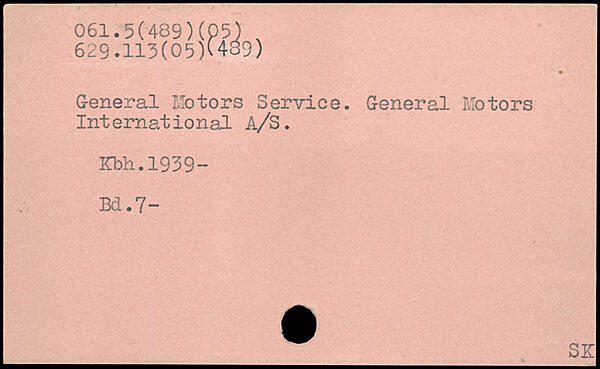 061.5(489)(05)
629.113(05)(489)
General Motors Service. General Motors
International A/S.
Kbh.1939-
Bd.7-
SK